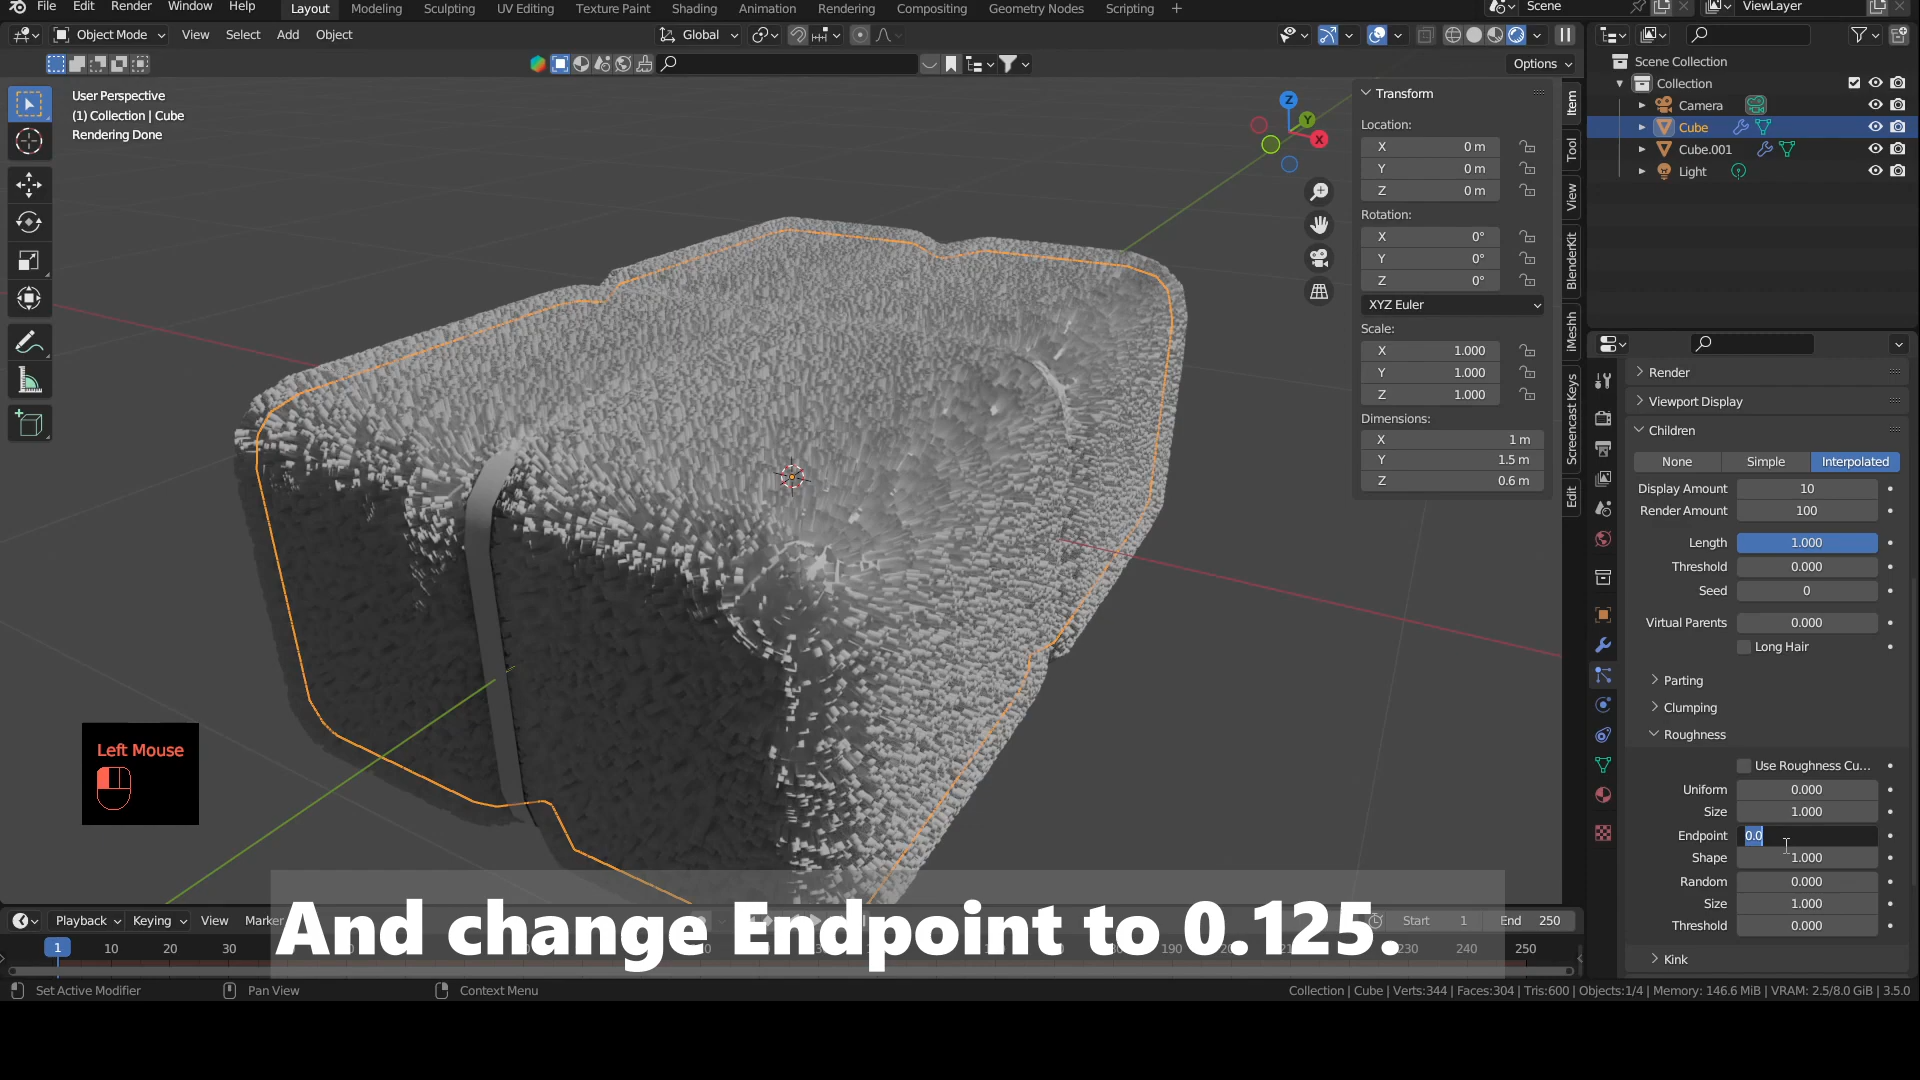 File Edit Render Window Help Layout Modeling Sculpting UV Editing Texture Paint Shading Animation Rendering Compositing Geometry Nodes Scripting + Scene ViewLayer
Object Mode View Select Add Object Global
Options
User Perspective
(1) Collection | Cube
Rendering Done
Z
Y
X
Transform
Location:
X 0 m
Y 0 m
Z 0 m
Rotation:
X 0°
Y 0°
Z 0°
XYZ Euler
Scale:
X 1.000
Y 1.000
Z 1.000
Dimensions:
X 1 m
Y 1.5 m
Z 0.6 m
Item
Tool
View
BlenderKit
iMeshh
Screencast Keys
Edit
Scene Collection
Collection
Camera
Cube
Cube.001
Light
Render
Viewport Display
Children
None Simple Interpolated
Display Amount 10
Render Amount 100
Length 1.000
Threshold 0.000
Seed 0
Virtual Parents 0.000
Long Hair
Parting
Clumping
Roughness
Use Roughness Cu...
Uniform 0.000
Size 1.000
Endpoint 0.0
Shape 1.000
Random 0.000
Size 1.000
Threshold 0.000
Kink
Left Mouse
And change Endpoint to 0.125.
Playback Keying View Marker Start 1 End 250
1 10 20 30 190 230 240 250
Set Active Modifier Pan View Context Menu Collection | Cube | Verts:344 | Faces:304 | Tris:600 | Objects:1/4 | Memory: 146.6 MiB | VRAM: 2.5/8.0 GiB | 3.5.0